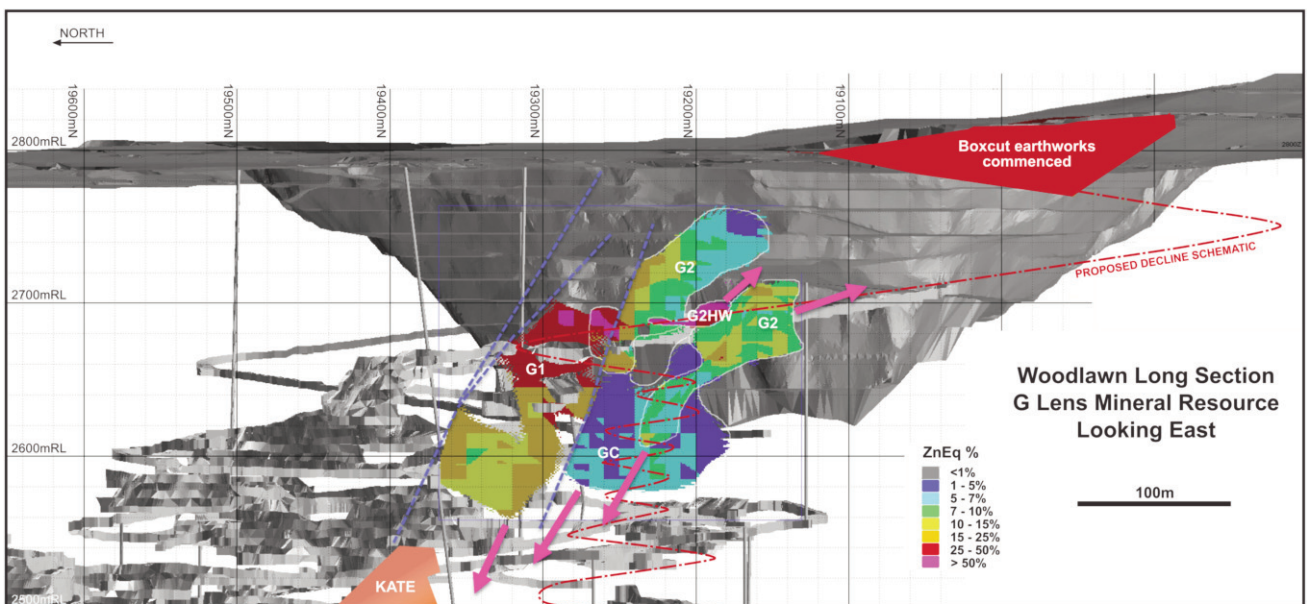 NORTH
19600mN
19500mN
19400mN
19300mN
19200mN
19100mN
2800mRL
Boxcut earthworks
commenced
PROPOSED DECLINE SCHEMATIC
G2
2700mRL
G2HW
G2
G1
Woodlawn Long Section
G Lens Mineral Resource
Looking East
2600mRL
GC
ZnEq %
<1%
1 - 5%
5 - 7%
7 - 10%
10 - 15%
15 - 25%
25 - 50%
> 50%
100m
KATE